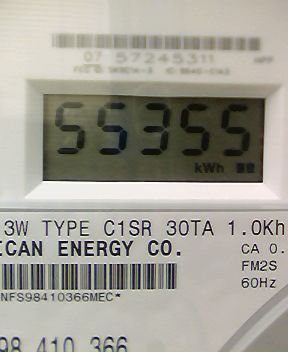 07 57245311
55355
kWh
3W TYPE C1SR 30TA 1.0Kh
ICAN ENERGY CO.
CA 0.
FM2S
60Hz
NFS98410366MEC*
98 410 366